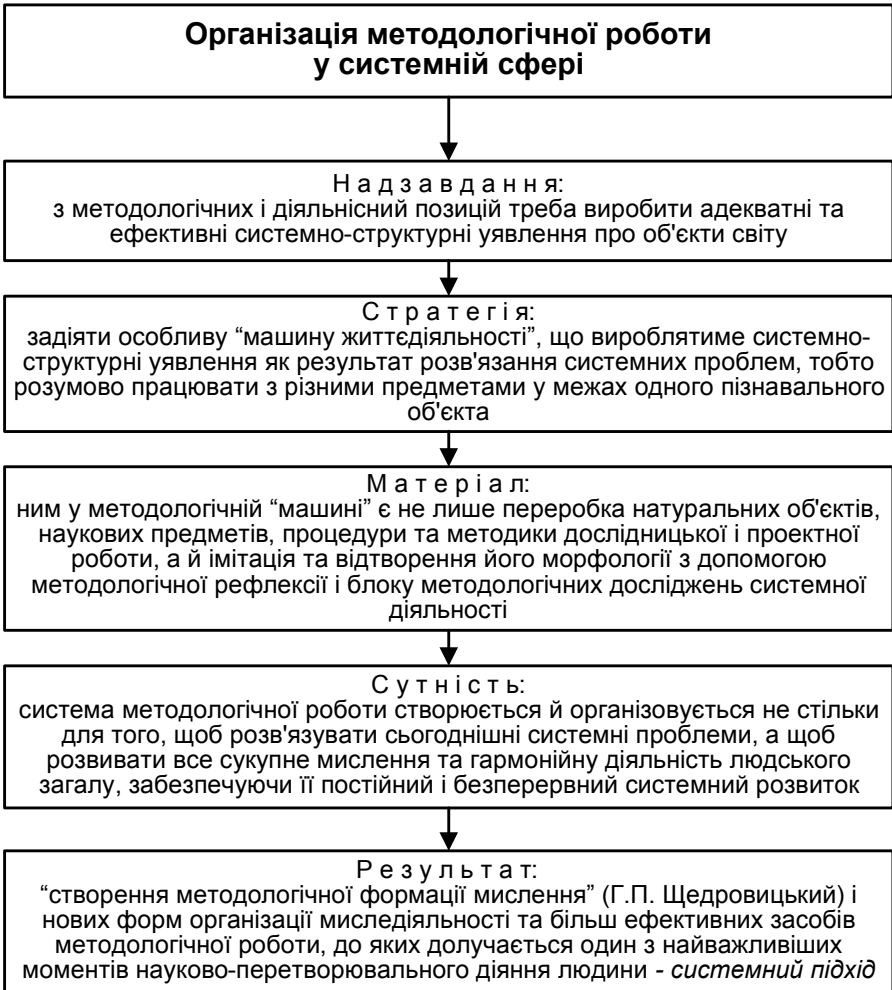 Організація методологічної роботи
у системній сфері
Н а д з а в д а н н я:
з методологічних і діяльнісний позицій треба виробити адекватні та
ефективні системно-структурні уявлення про об'єкти світу
С т р а т е г і я:
задіяти особливу “машину життєдіяльності”, що вироблятиме системно-
структурні уявлення як результат розв'язання системних проблем, тобто
розумово працювати з різними предметами у межах одного пізнавального
об'єкта
М а т е р і а л:
ним у методологічній “машині” є не лише переробка натуральних об'єктів,
наукових предметів, процедури та методики дослідницької і проектної
роботи, а й імітація та відтворення його морфологии з допомогою
методологічної рефлексії і блоку методологічних досліджень системної
діяльності
С у т н і с т ь:
система методологічної роботи створюється й організовується не стільки
для того, щоб розв'язувати сьогоднішні системні проблеми, а щоб
розвивати все сукупне мислення та гармонійну діяльність людського
загалу, забезпечуючи її постійний і безперервний системний розвиток
Р е з у л ь т а т:
“створення методологічної формації мислення” (Г.П. Щедровицький) і
нових форм організації миследіяльності та більш ефективних засобів
методологічної роботи, до яких долучається один з найважливіших
моментів науково-перетворювального діяння людини - системний підхід